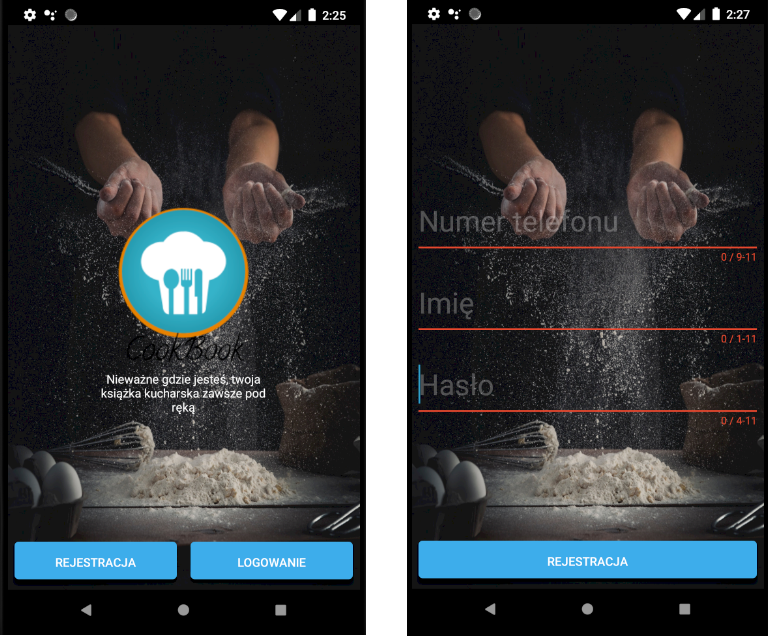 2:25
CookBook
Nieważne gdzie jesteś, twoja
książka kucharska zawsze pod
ręką
REJESTRACJA
LOGOWANIE
2:27
Numer telefonu
0 / 9-11
Imię
0 / 1-11
Hasło
0 / 4-11
REJESTRACJA